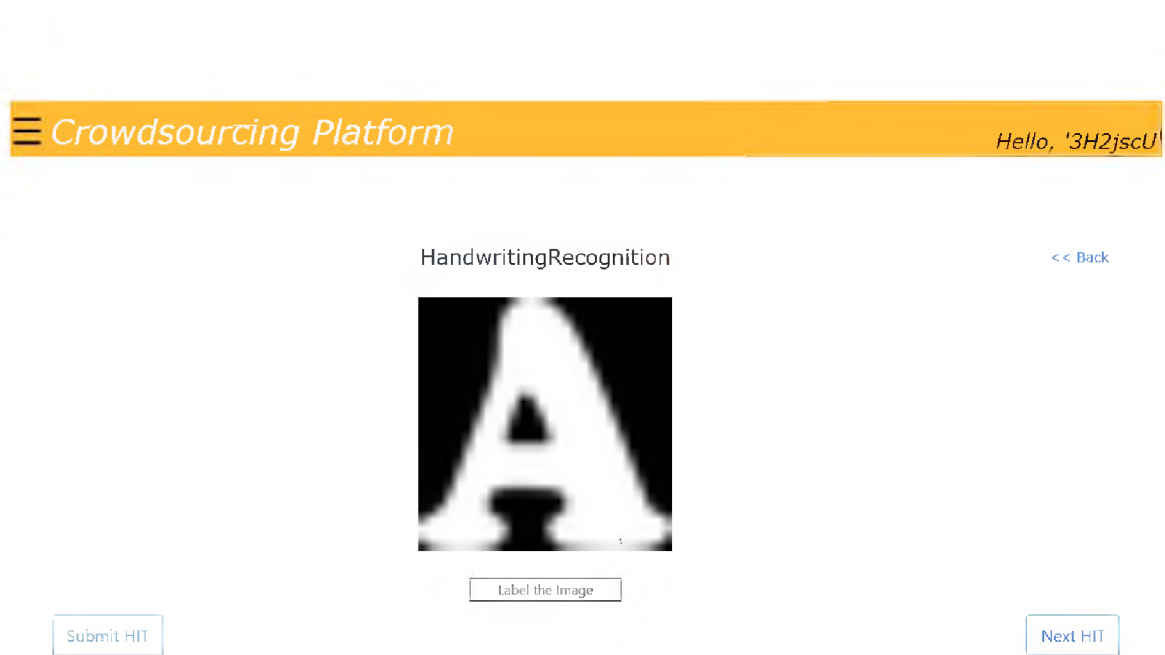 Crowdsourcing Platform
Hello, '3H2jscU'
HandwritingRecognition
<< Back
A
Label the Image
Submit HIT
Next HIT